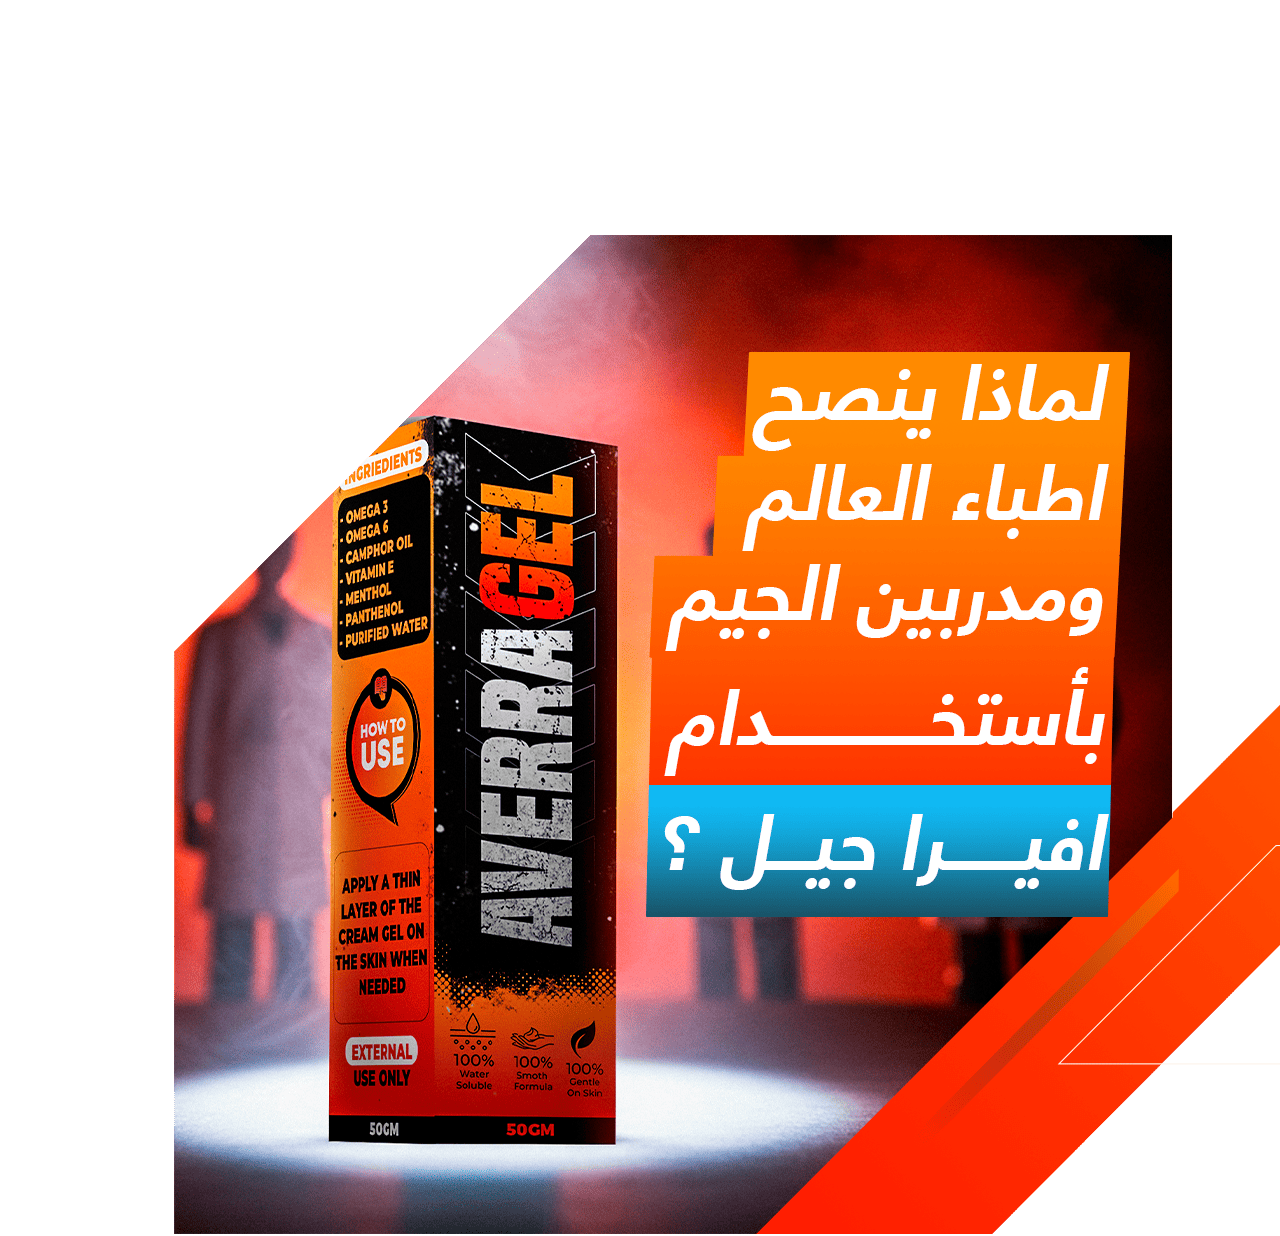 لماذا ينصح
اطباء العالم
ومدربين الجيم
بأستخـــــــدام
افيـــرا جيــل ؟
INGRIEDIENTS
- OMEGA 3
- OMEGA 6
- CAMPHOR OIL
- VITAMIN E
- MENTHOL
- PANTHENOL
- PURIFIED WATER
HOW TO
USE
APPLY A THIN
LAYER OF THE
CREAM GEL ON
THE SKIN WHEN
NEEDED
EXTERNAL
USE ONLY
50GM
AVERRA GEL
100%
Water
Soluble
100%
Smoth
Formula
100%
Gentle
On Skin
50GM